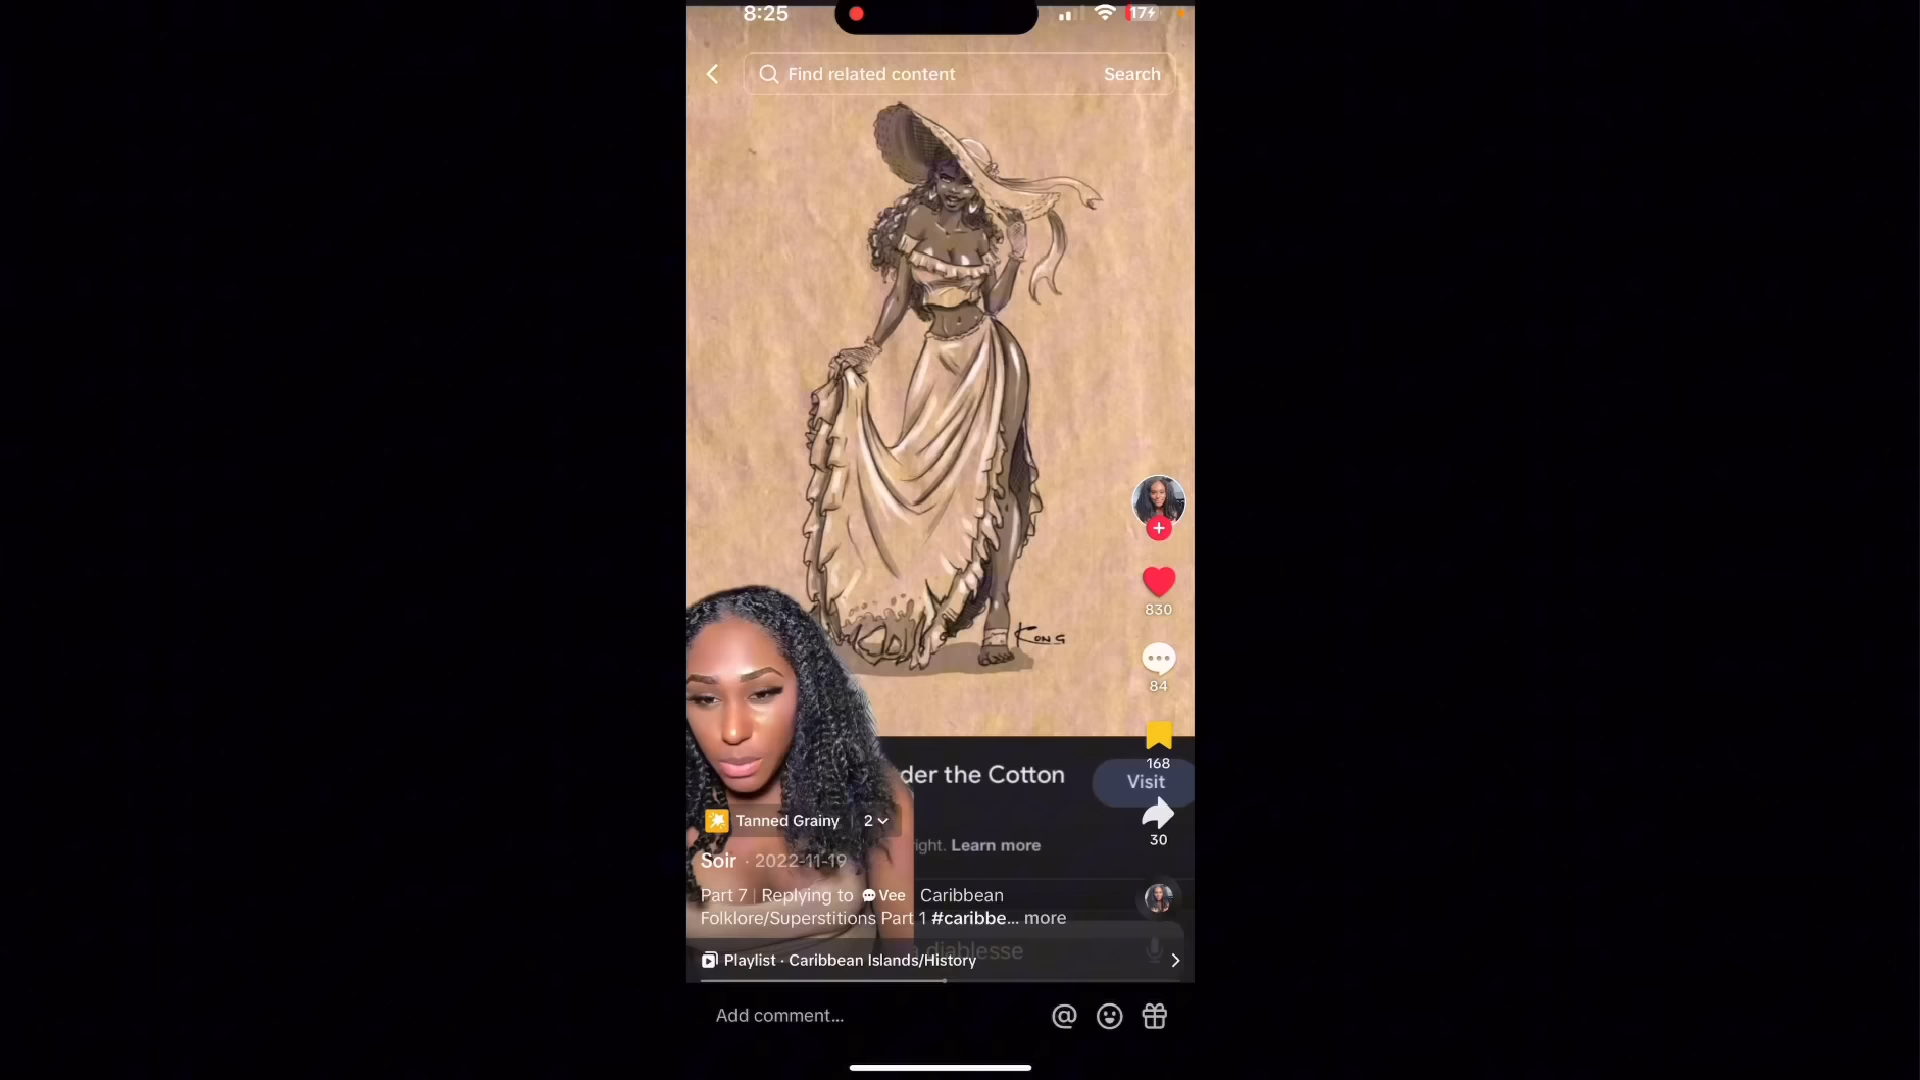 8:25
17
Find related content
Search
Kong
830
84
168
der the Cotton
Visit
Tanned Grainy
2
30
ight. Learn more
Soir · 2022-11-19
Part 7 | Replying to Vee Caribbean
Folklore/Superstitions Part 1 #caribbe... more
a diablesse
Playlist · Caribbean Islands/History
Add comment...